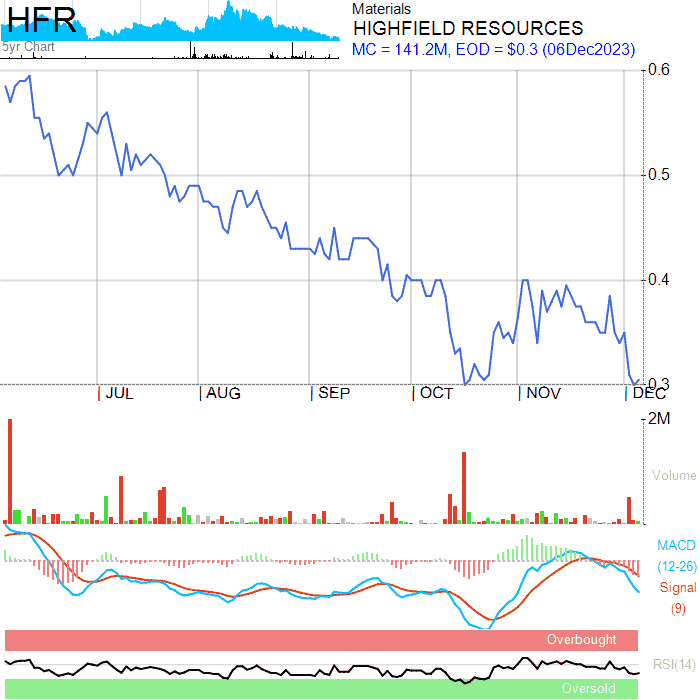 HFR
5yr Chart
Materials
HIGHFIELD RESOURCES
MC = 141.2M, EOD = $0.3 (06Dec2023)
0.6
0.5
0.4
0.3
JUL AUG SEP OCT NOV DEC
2M
Volume
MACD
(12-26)
Signal
(9)
Overbought
RSI(14)
Oversold